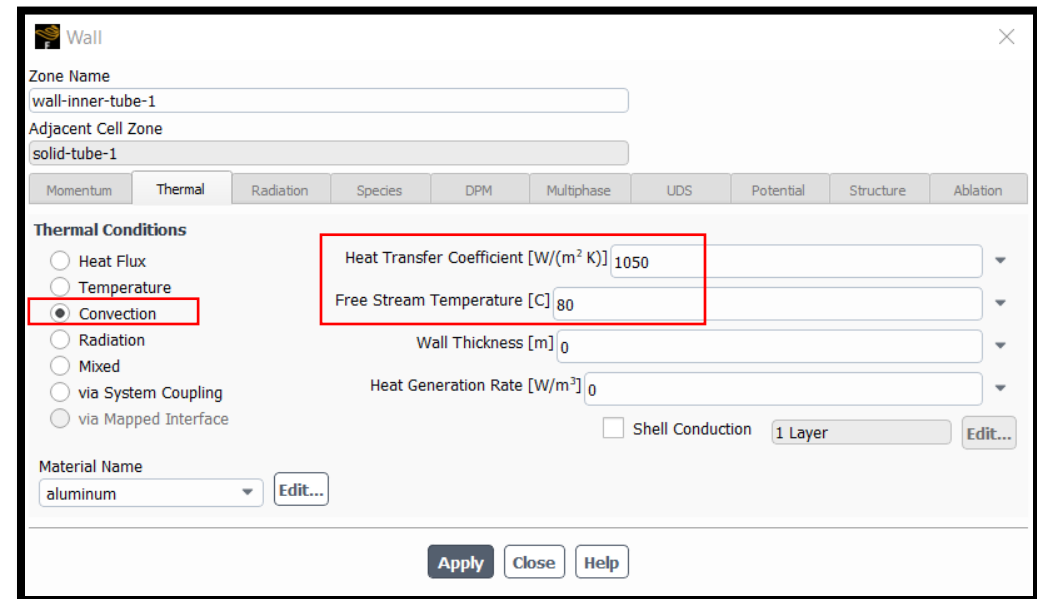 Wall
Zone Name
wall-inner-tube-1
Adjacent Cell Zone
solid-tube-1
Momentum Thermal Radiation Species DPM Multiphase UDS Potential Structure Ablation
Thermal Conditions
Heat Flux
Temperature
Convection
Radiation
Mixed
via System Coupling
via Mapped Interface
Heat Transfer Coefficient [W/(m² K)] 1050
Free Stream Temperature [C] 80
Wall Thickness [m] 0
Heat Generation Rate [W/m³] 0
Shell Conduction 1 Layer Edit...
Material Name
aluminum Edit...
Apply Close Help